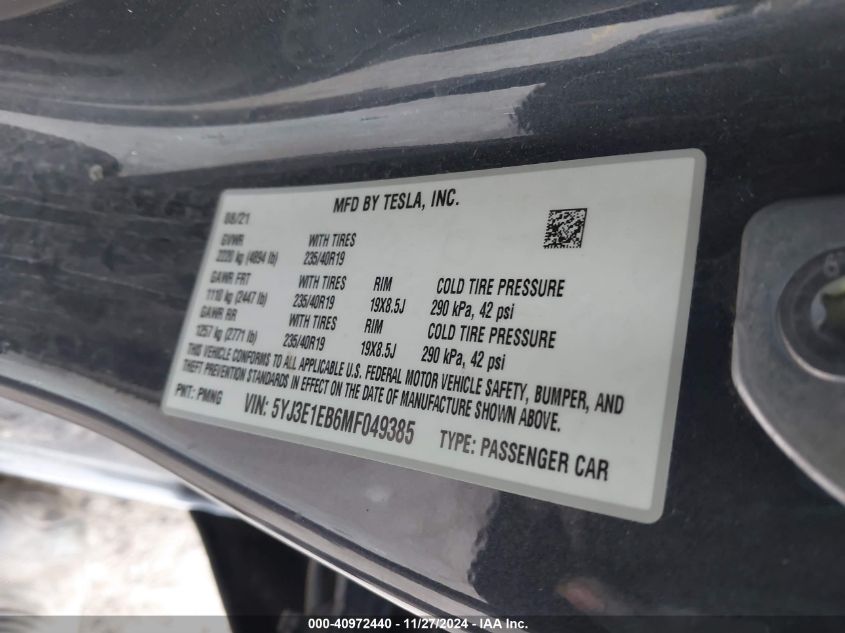 MFD BY TESLA, INC.
08/21
GVWR WITH TIRES
2220 kg (4894 lb) 235/40R19
GAWR FRT WITH TIRES RIM COLD TIRE PRESSURE
1110 kg (2447 lb) 235/40R19 19X8.5J 290 kPa, 42 psi
GAWR RR WITH TIRES RIM COLD TIRE PRESSURE
1257 kg (2771 lb) 235/40R19 19X8.5J 290 kPa, 42 psi
THIS VEHICLE CONFORMS TO ALL APPLICABLE U.S. FEDERAL MOTOR VEHICLE SAFETY, BUMPER, AND
THEFT PREVENTION STANDARDS IN EFFECT ON THE DATE OF MANUFACTURE SHOWN ABOVE.
PNT: PMNG VIN: 5YJ3E1EB6MF049385 TYPE: PASSENGER CAR
000-40972440 - 11/27/2024 - IAA Inc.